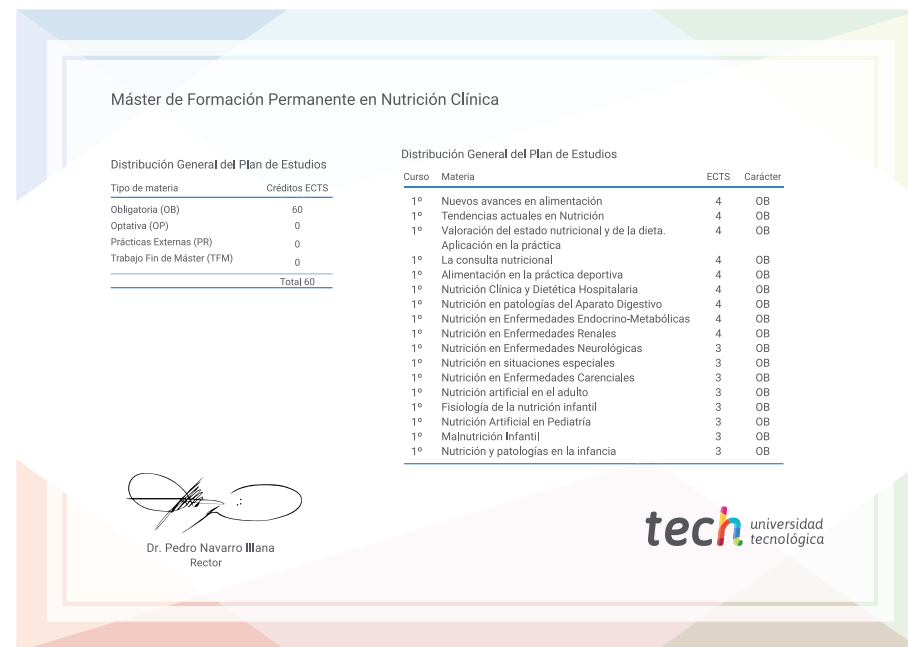 Máster de Formación Permanente en Nutrición Clínica
Distribución General del Plan de Estudios
Tipo de materia Créditos ECTS
Obligatoria (OB) 60
Optativa (OP) 0
Prácticas Externas (PR) 0
Trabajo Fin de Máster (TFM) 0
Total 60
Distribución General del Plan de Estudios
Curso Materia ECTS Carácter
1º Nuevos avances en alimentación 4 OB
1º Tendencias actuales en Nutrición 4 OB
1º Valoración del estado nutricional y de la dieta. 4 OB
Aplicación en la práctica
1º La consulta nutricional 4 OB
1º Alimentación en la práctica deportiva 4 OB
1º Nutrición Clínica y Dietética Hospitalaria 4 OB
1º Nutrición en patologías del Aparato Digestivo 4 OB
1º Nutrición en Enfermedades Endocrino-Metabólicas 4 OB
1º Nutrición en Enfermedades Renales 4 OB
1º Nutrición en Enfermedades Neurológicas 3 OB
1º Nutrición en situaciones especiales 3 OB
1º Nutrición en Enfermedades Carenciales 3 OB
1º Nutrición artificial en el adulto 3 OB
1º Fisiología de la nutrición infantil 3 OB
1º Nutrición Artificial en Pediatría 3 OB
1º Malnutrición Infantil 3 OB
1º Nutrición y patologías en la infancia 3 OB
Dr. Pedro Navarro Illana
Rector
tech universidad
tecnológica